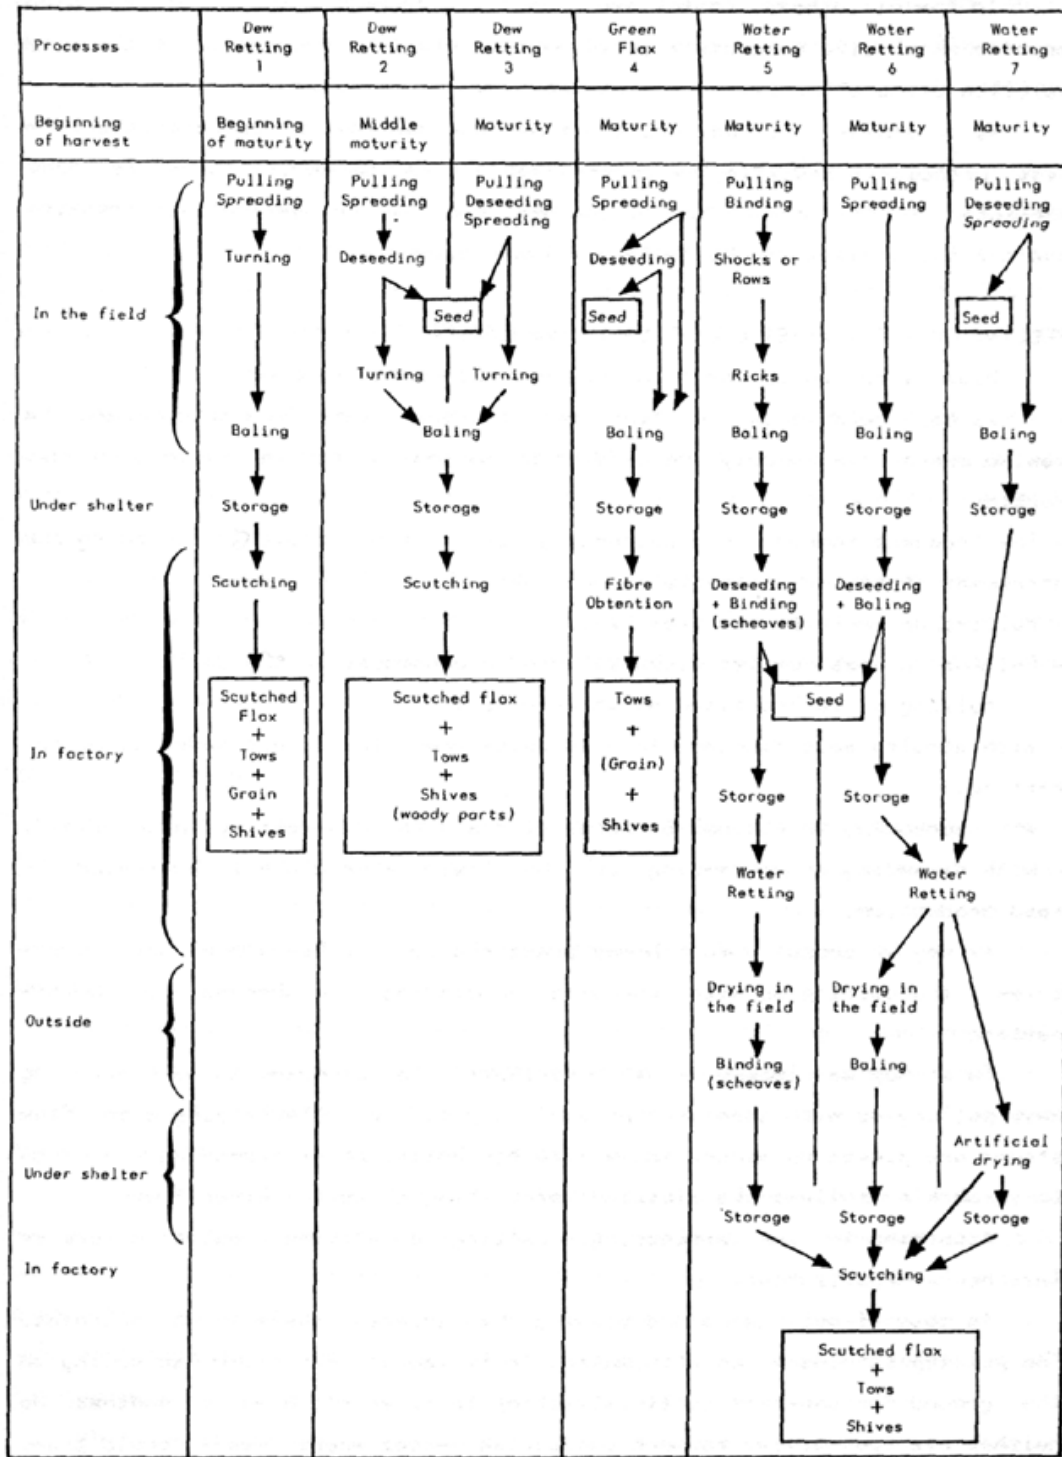 Processes
Dew Retting 1
Dew Retting 2
Dew Retting 3
Green Flax 4
Water Retting 5
Water Retting 6
Water Retting 7
Beginning of harvest
Beginning of maturity
Middle maturity
Maturity
Maturity
Maturity
Maturity
Maturity
In the field
Pulling
Spreading
Turning
Baling
Pulling
Spreading
Deseeding
Turning
Pulling
Deseeding
Spreading
Seed
Turning
Baling
Pulling
Spreading
Deseeding
Seed
Baling
Pulling
Binding
Shocks or
Rows
Ricks
Baling
Pulling
Spreading
Baling
Pulling
Deseeding
Spreading
Seed
Baling
Under shelter
Storage
Storage
Storage
Storage
Storage
Storage
In factory
Scutching
Scutched
Flax
+
Tows
+
Grain
+
Shives
Scutching
Scutched flax
+
Tows
+
Shives
(woody parts)
Fibre
Obtention
Tows
+
(Grain)
+
Shives
Deseeding
+ Binding
(scheaves)
Deseeding
+ Baling
Seed
Storage
Storage
Water
Retting
Water
Retting
Outside
Drying in
the field
Drying in
the field
Binding
(scheaves)
Baling
Under shelter
Artificial
drying
Storage
Storage
Storage
In factory
Scutching
Scutched flax
+
Tows
+
Shives